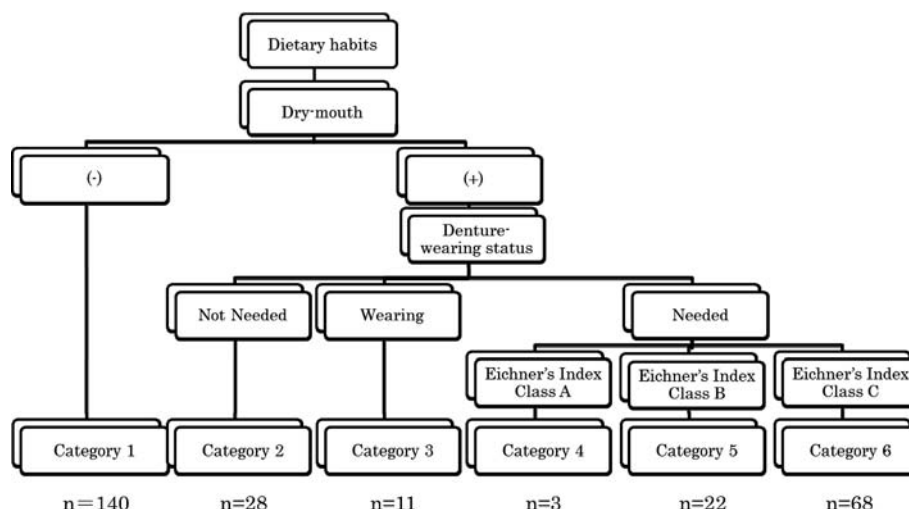 Dietary habits
Dry-mouth
(-)
(+)
Denture-
wearing status
Not Needed
Wearing
Needed
Eichner's Index
Class A
Eichner's Index
Class B
Eichner's Index
Class C
Category 1
Category 2
Category 3
Category 4
Category 5
Category 6
n=140
n=28
n=11
n=3
n=22
n=68